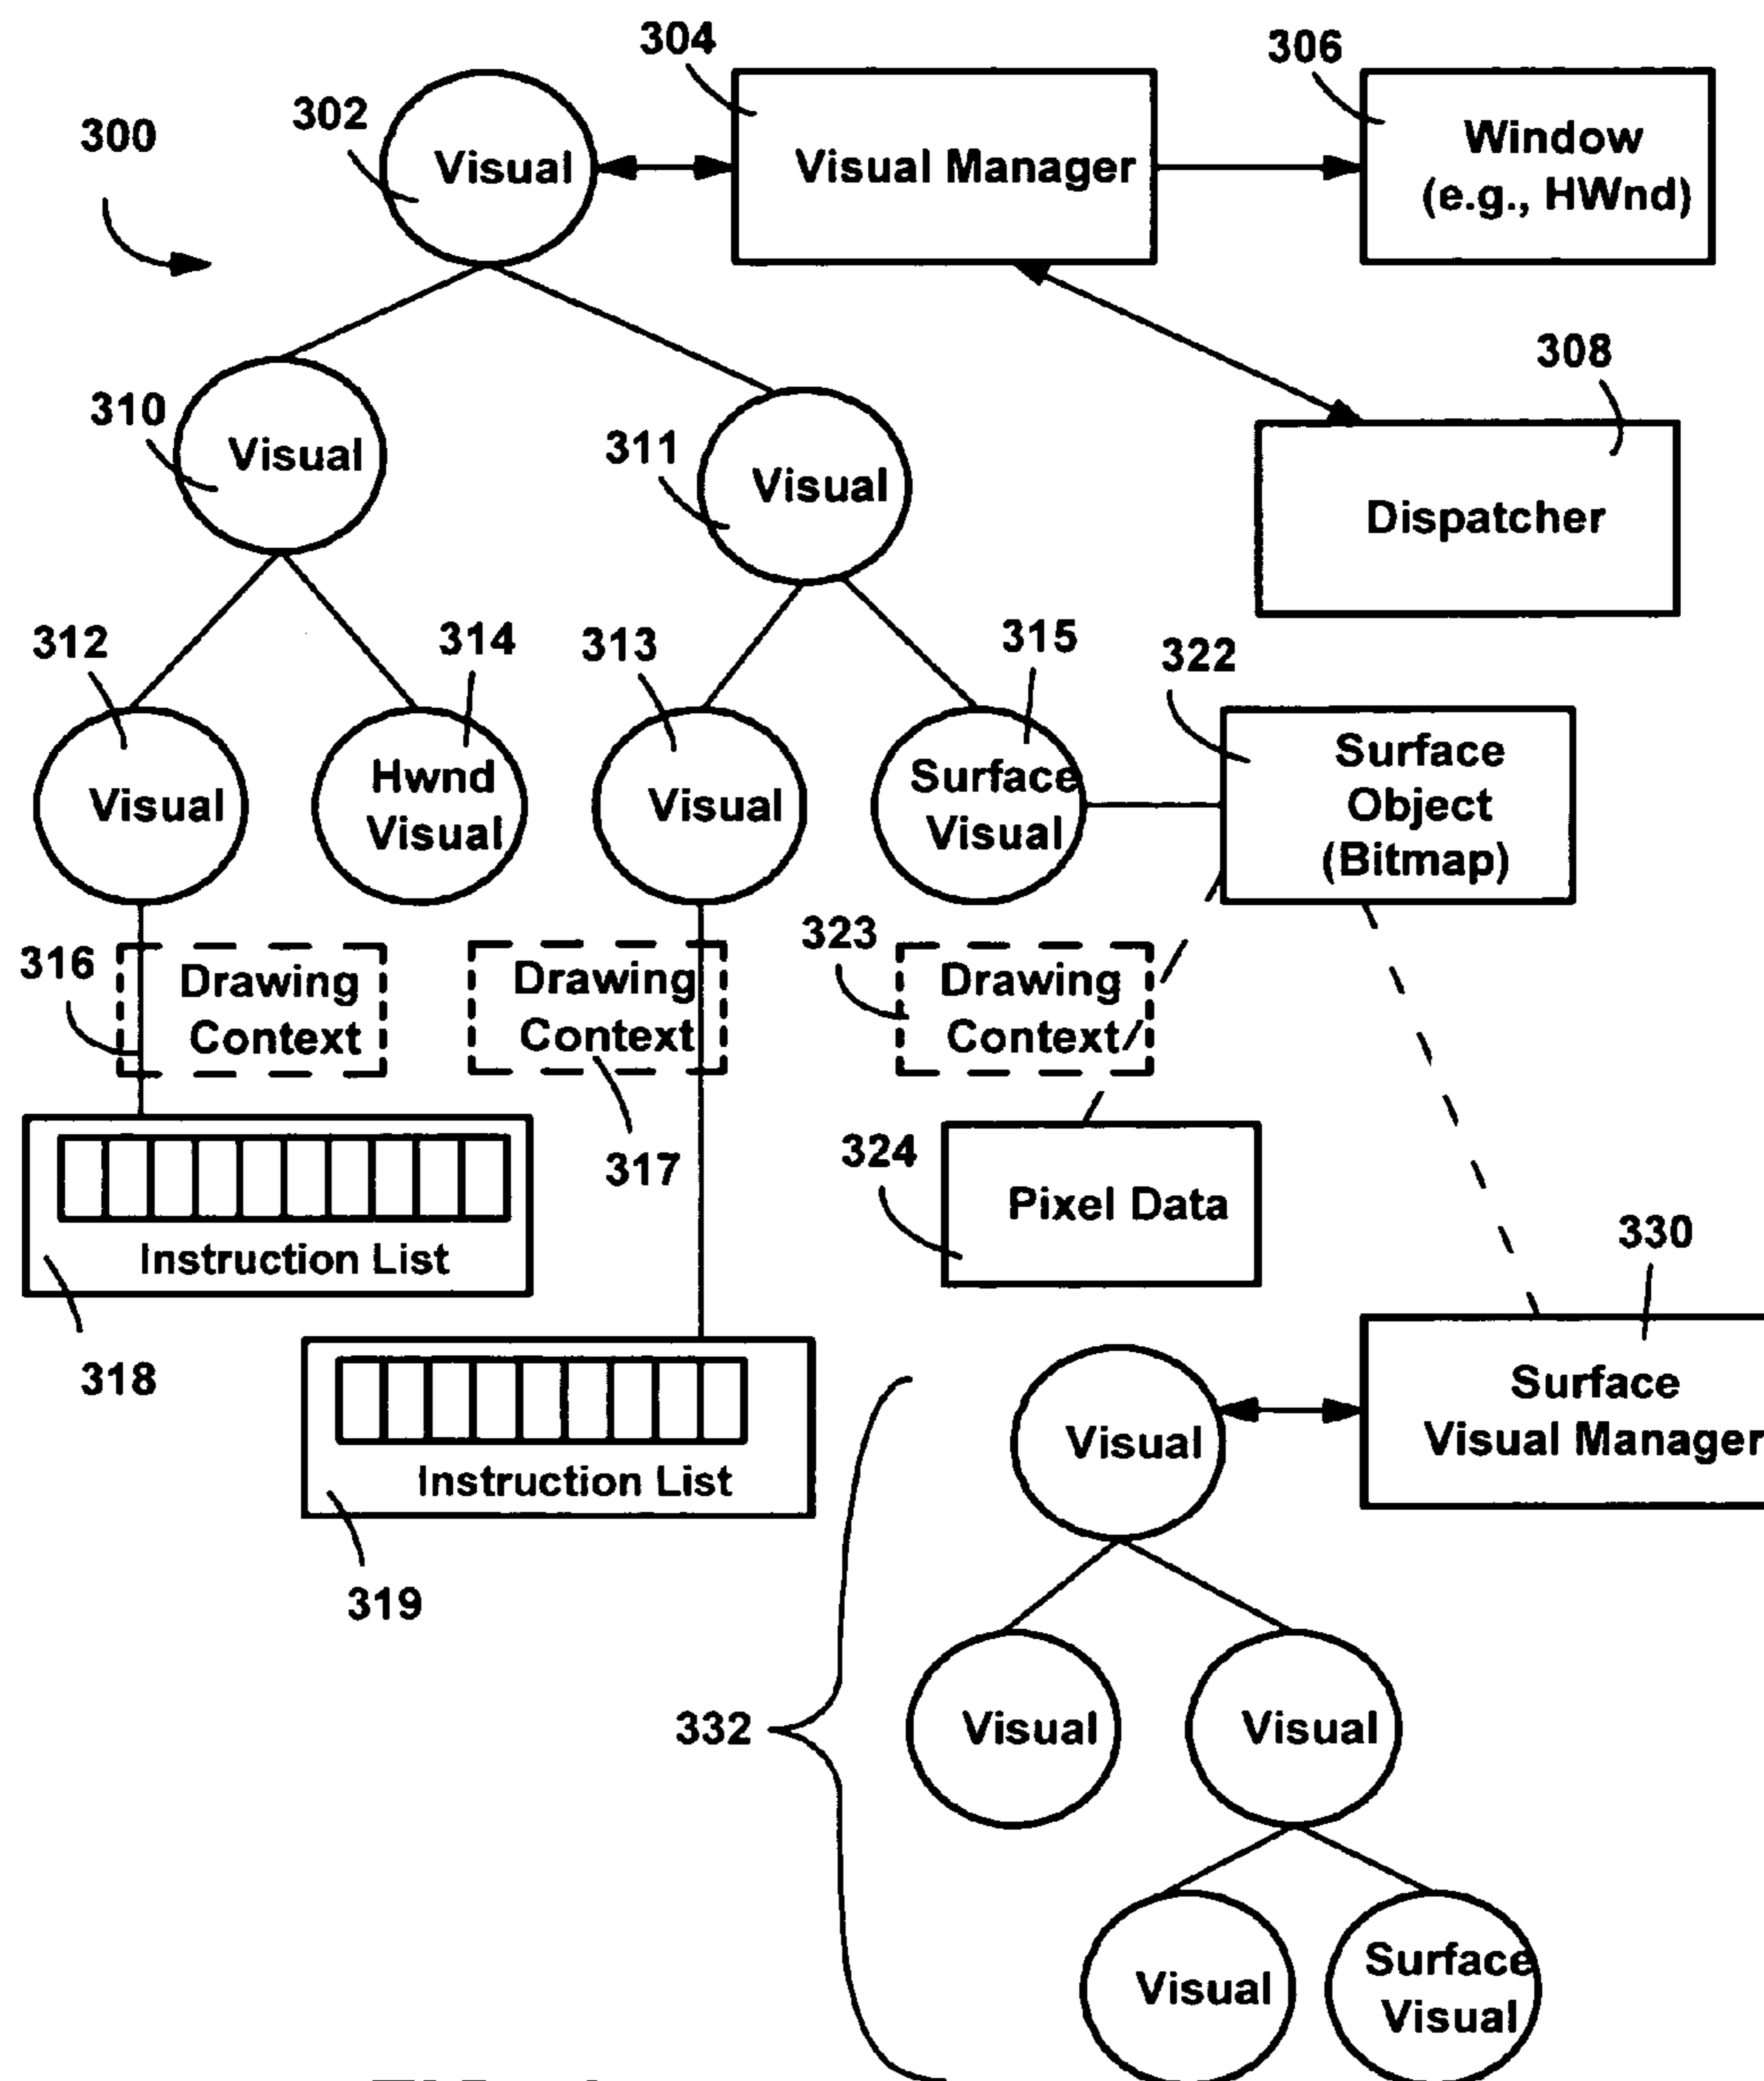 304
306
302
300
Visual
Visual Manager
Window
(e.g., HWnd)
308
310
311
Visual
Visual
Dispatcher
312
314
313
315
322
Visual
Hwnd
Visual
Visual
Surface
Visual
Surface
Object
(Bitmap)
316
Drawing
Context
Drawing
Context
323
Drawing
Context
317
324
Pixel Data
Instruction List
318
330
Instruction List
319
Visual
Surface
Visual Manager
332
Visual
Visual
Visual
Surface
Visual